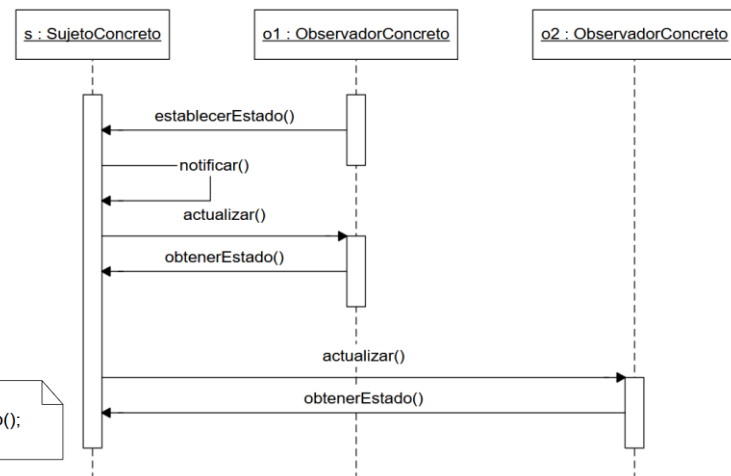 s : SujetoConcreto
o1 : ObservadorConcreto
o2 : ObservadorConcreto
establecerEstado()
notificar()
actualizar()
obtenerEstado()
actualizar()
obtenerEstado()
o();